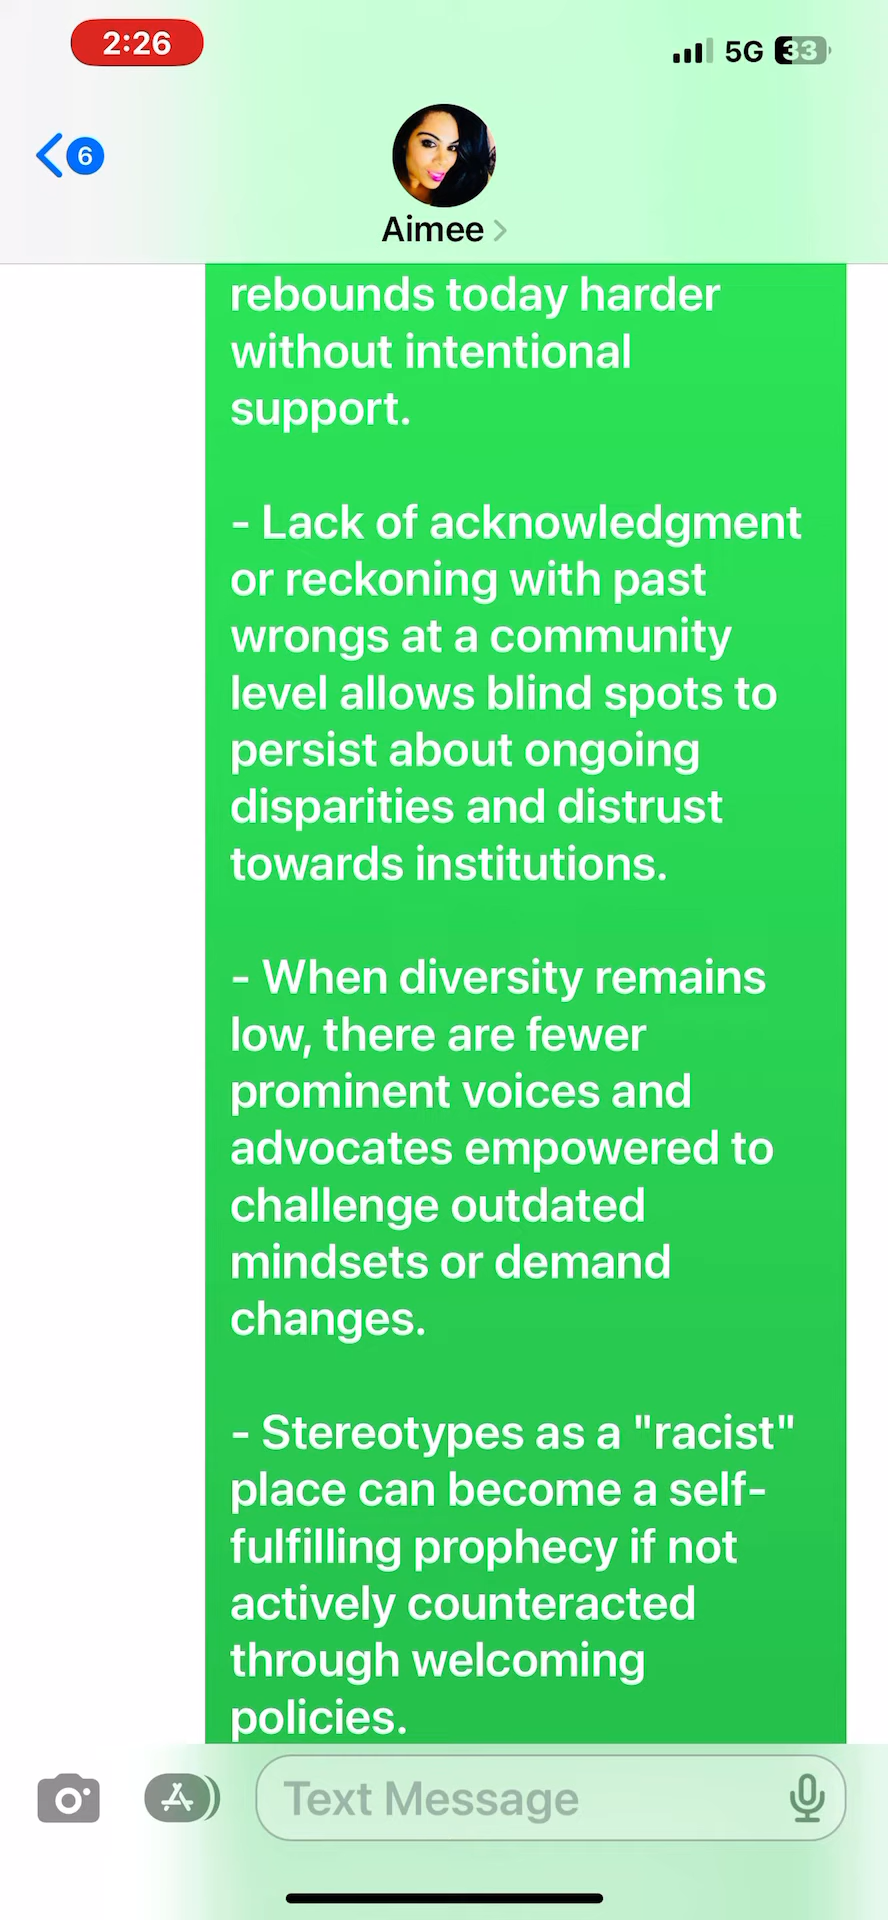 2:26
5G 33
6
Aimee
rebounds today harder
without intentional
support.
- Lack of acknowledgment
or reckoning with past
wrongs at a community
level allows blind spots to
persist about ongoing
disparities and distrust
towards institutions.
- When diversity remains
low, there are fewer
prominent voices and
advocates empowered to
challenge outdated
mindsets or demand
changes.
- Stereotypes as a "racist"
place can become a self-
fulfilling prophecy if not
actively counteracted
through welcoming
policies.
Text Message